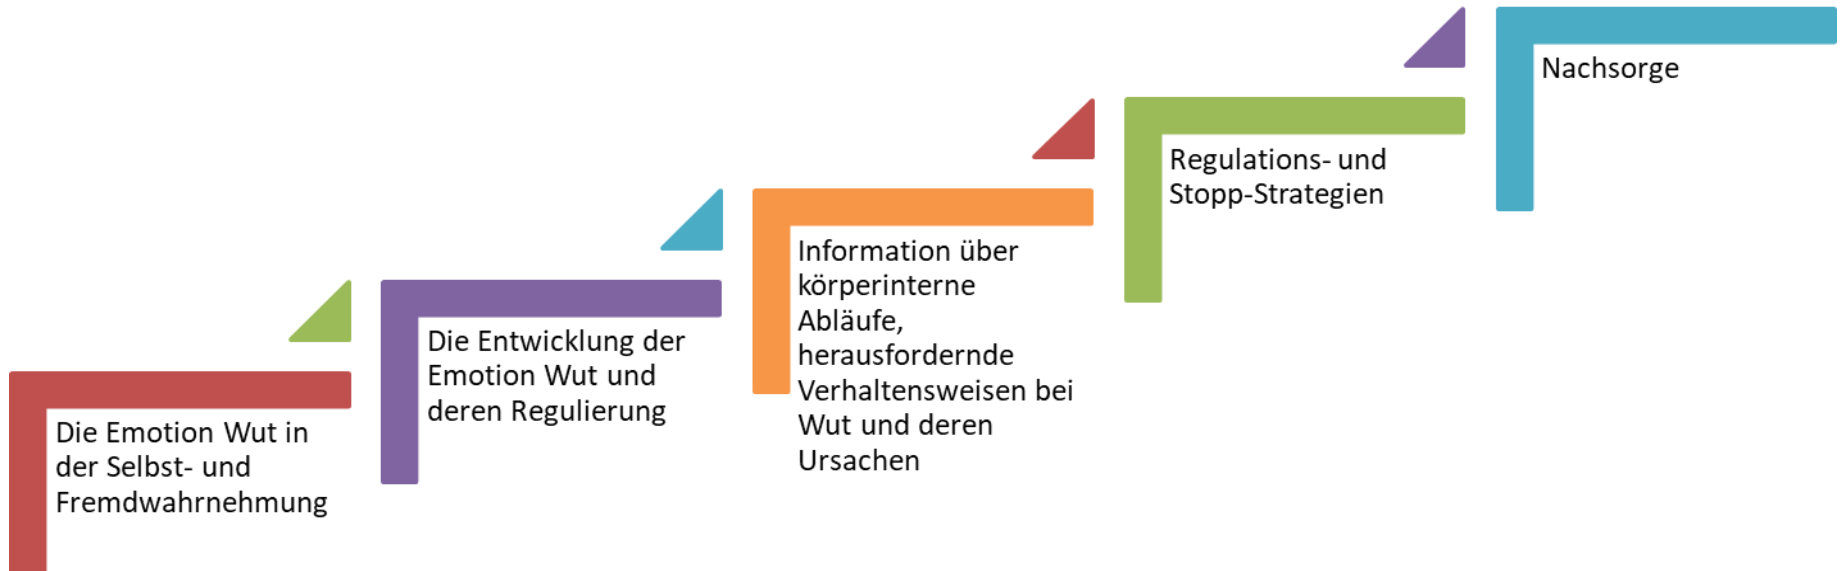 Die Emotion Wut in
der Selbst- und
Fremdwahrnehmung
Die Entwicklung der
Emotion Wut und
deren Regulierung
Information über
körperinterne
Abläufe,
herausfordernde
Verhaltensweisen bei
Wut und deren
Ursachen
Regulations- und
Stopp-Strategien
Nachsorge